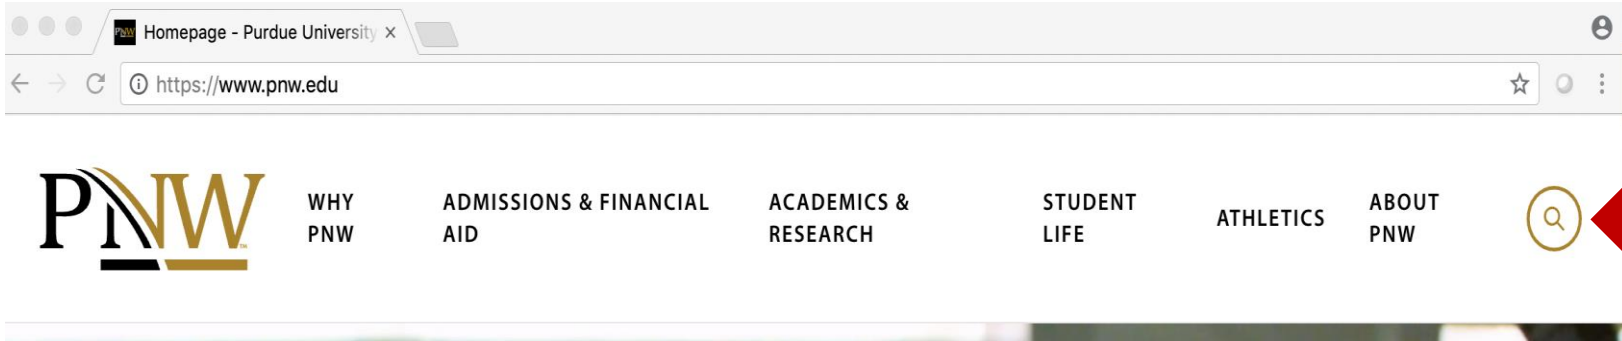 Homepage - Purdue University
https://www.pnw.edu
PNW
WHY
PNW
ADMISSIONS & FINANCIAL
AID
ACADEMICS &
RESEARCH
STUDENT
LIFE
ATHLETICS
ABOUT
PNW